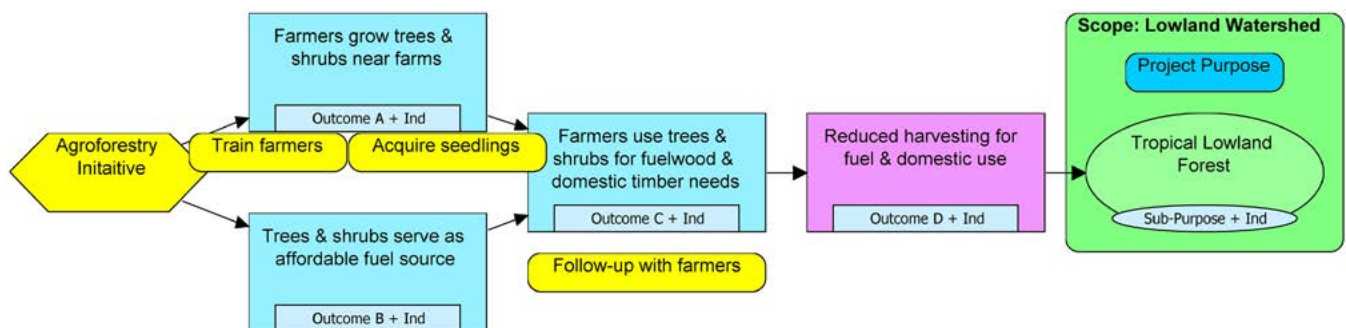 Agroforestry
Initaitive
Farmers grow trees &
shrubs near farms
Outcome A + Ind
Train farmers
Acquire seedlings
Trees & shrubs serve as
affordable fuel source
Outcome B + Ind
Farmers use trees &
shrubs for fuelwood &
domestic timber needs
Outcome C + Ind
Follow-up with farmers
Reduced harvesting for
fuel & domestic use
Outcome D + Ind
Scope: Lowland Watershed
Project Purpose
Tropical Lowland
Forest
Sub-Purpose + Ind